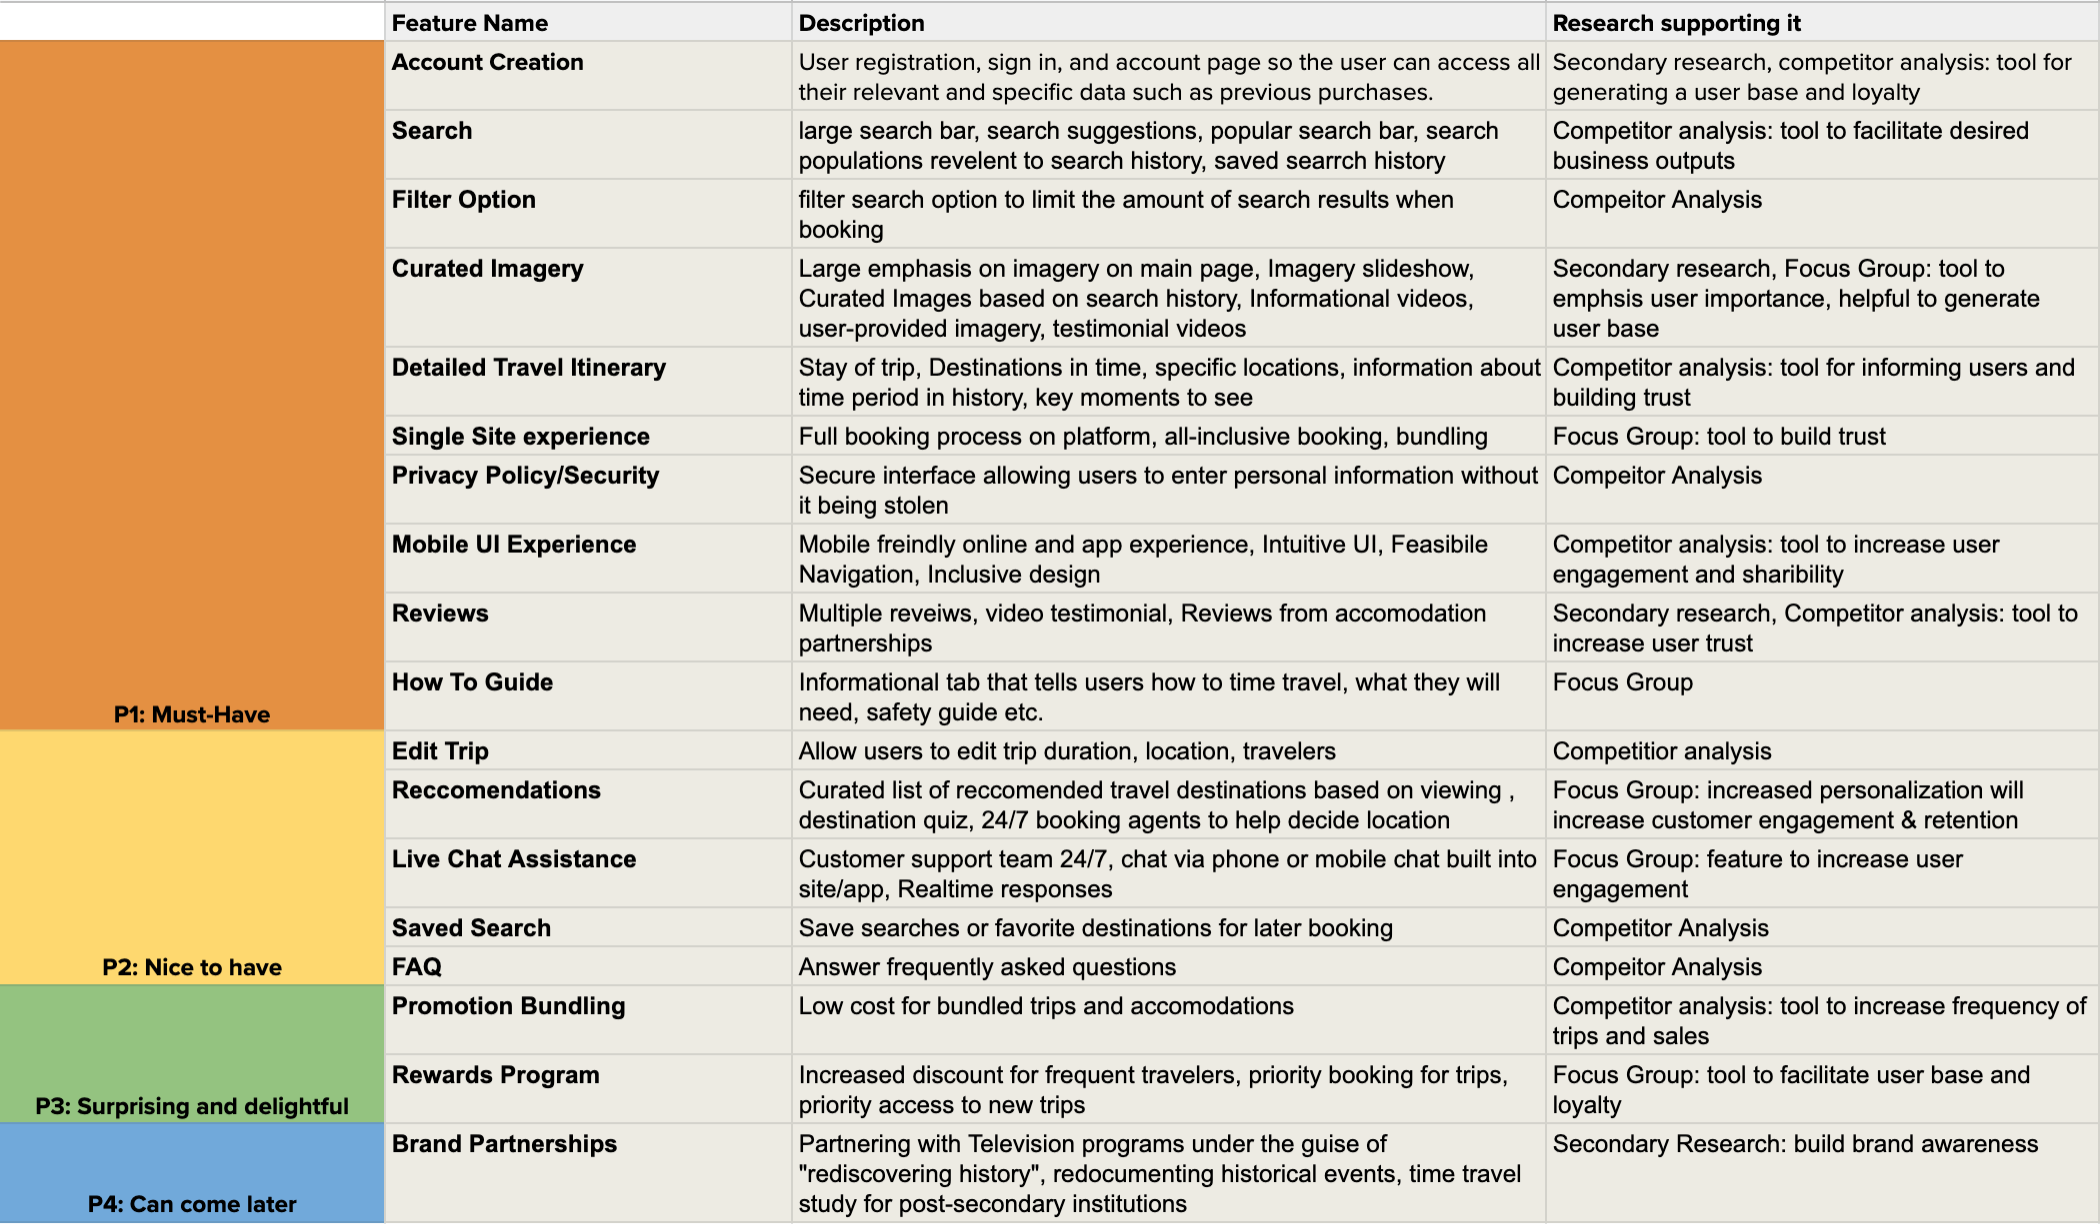 Feature Name Description Research supporting it
Account Creation User registration, sign in, and account page so the user can access all Secondary research, competitor analysis: tool for
their relevant and specific data such as previous purchases. generating a user base and loyalty
Search large search bar, search suggestions, popular search bar, search Competitor analysis: tool to facilitate desired
populations revelent to search history, saved searrch history business outputs
Filter Option filter search option to limit the amount of search results when Compeitor Analysis
booking
Curated Imagery Large emphasis on imagery on main page, Imagery slideshow, Secondary research, Focus Group: tool to
Curated Images based on search history, Informational videos, emphsis user importance, helpful to generate
user-provided imagery, testimonial videos user base
Detailed Travel Itinerary Stay of trip, Destinations in time, specific locations, information about Competitor analysis: tool for informing users and
time period in history, key moments to see building trust
Single Site experience Full booking process on platform, all-inclusive booking, bundling Focus Group: tool to build trust
Privacy Policy/Security Secure interface allowing users to enter personal information without Compeitor Analysis
it being stolen
Mobile UI Experience Mobile freindly online and app experience, Intuitive UI, Feasibile Competitor analysis: tool to increase user
Navigation, Inclusive design engagement and sharibility
Reviews Multiple reveiws, video testimonial, Reviews from accomodation Secondary research, Competitor analysis: tool to
partnerships increase user trust
How To Guide Informational tab that tells users how to time travel, what they will Focus Group
P1: Must-Have need, safety guide etc.
Edit Trip Allow users to edit trip duration, location, travelers Competitior analysis
Reccomendations Curated list of reccomended travel destinations based on viewing , Focus Group: increased personalization will
destination quiz, 24/7 booking agents to help decide location increase customer engagement & retention
Live Chat Assistance Customer support team 24/7, chat via phone or mobile chat built into Focus Group: feature to increase user
site/app, Realtime responses engagement
Saved Search Save searches or favorite destinations for later booking Competitor Analysis
P2: Nice to have FAQ Answer frequently asked questions Compeitor Analysis
Promotion Bundling Low cost for bundled trips and accomodations Competitor analysis: tool to increase frequency of
trips and sales
Rewards Program Increased discount for frequent travelers, priority booking for trips, Focus Group: tool to facilitate user base and
P3: Surprising and delightful priority access to new trips loyalty
Brand Partnerships Partnering with Television programs under the guise of Secondary Research: build brand awareness
"rediscovering history", redocumenting historical events, time travel
P4: Can come later study for post-secondary institutions